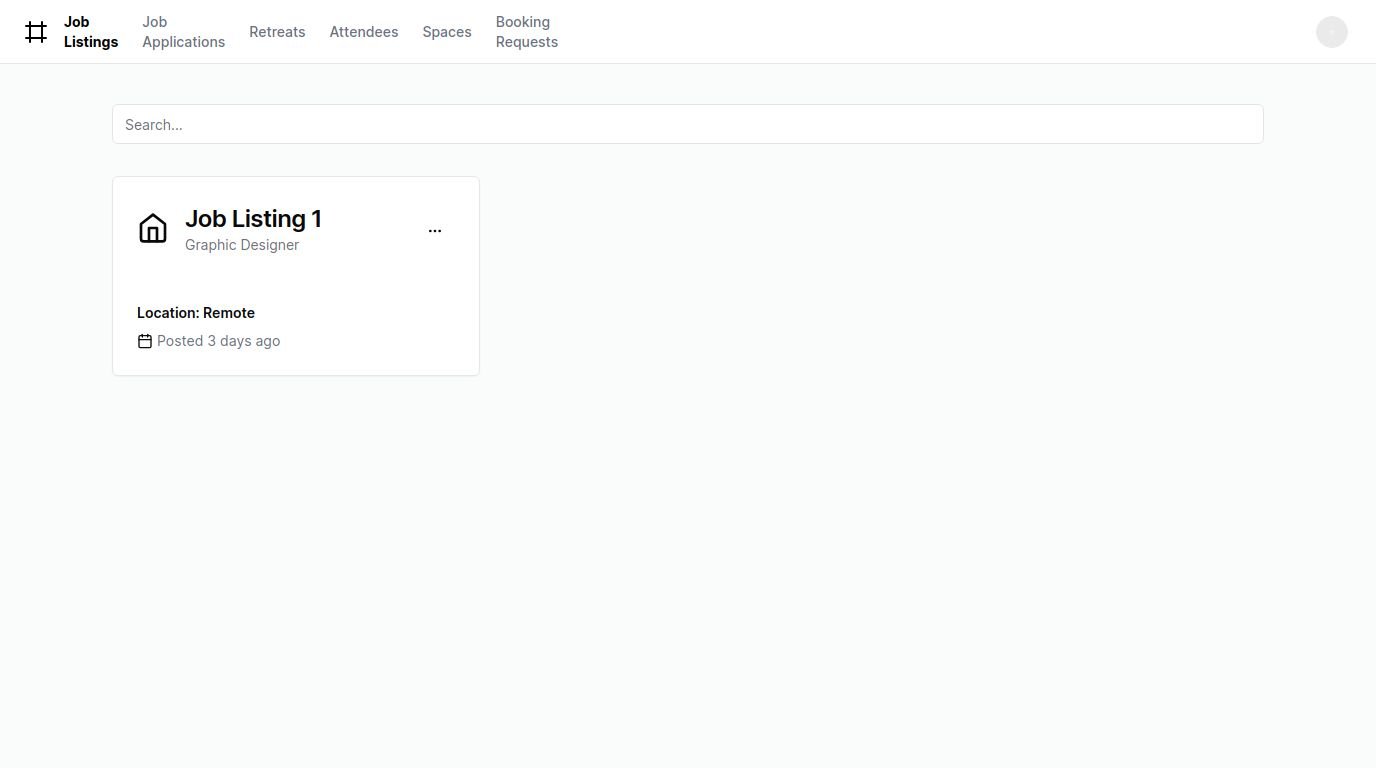 Job
Listings
Job
Applications
Retreats
Attendees
Spaces
Booking
Requests
Search...
Job Listing 1
Graphic Designer
Location: Remote
Posted 3 days ago